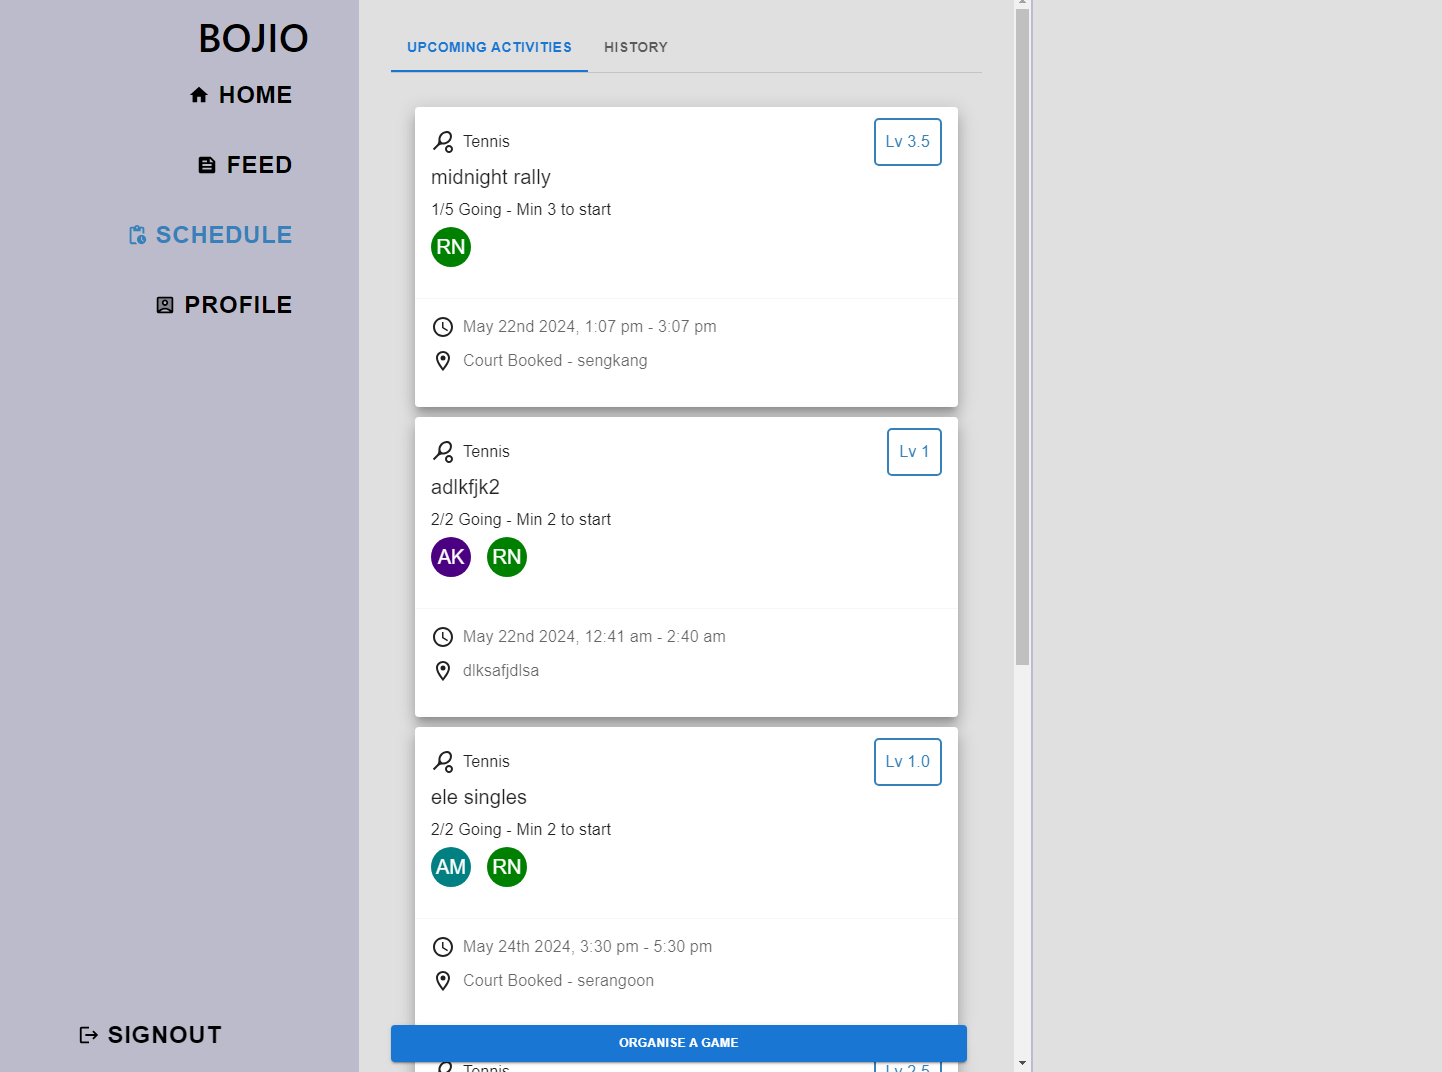 BOJIO
HOME
FEED
SCHEDULE
PROFILE
SIGNOUT
UPCOMING ACTIVITIES HISTORY
Tennis Lv 3.5
midnight rally
1/5 Going - Min 3 to start
RN
May 22nd 2024, 1:07 pm - 3:07 pm
Court Booked - sengkang
Tennis Lv 1
adlkfjk2
2/2 Going - Min 2 to start
AK RN
May 22nd 2024, 12:41 am - 2:40 am
dlksafjdlsa
Tennis Lv 1.0
ele singles
2/2 Going - Min 2 to start
AM RN
May 24th 2024, 3:30 pm - 5:30 pm
Court Booked - serangoon
ORGANISE A GAME
Tennis Lv 2.5